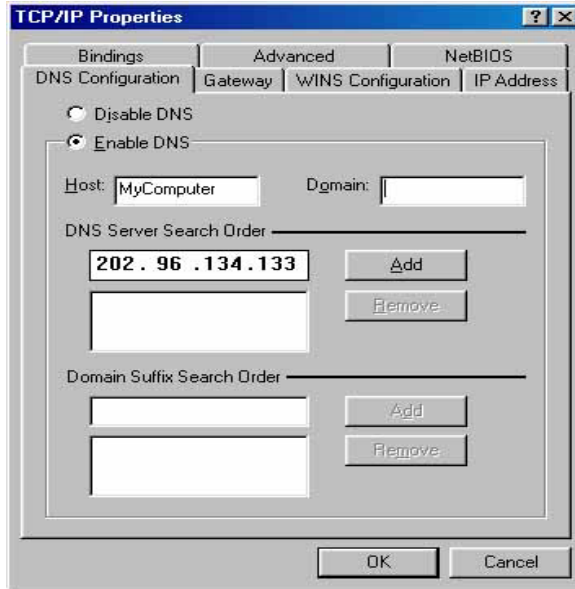 TCP/IP Properties
Bindings
Advanced
NetBIOS
DNS Configuration
Gateway
WINS Configuration
IP Address
Disable DNS
Enable DNS
Host:
MyComputer
Domain:
DNS Server Search Order
202 . 96 .134.133
Add
Remove
Domain Suffix Search Order
Add
Remove
OK
Cancel